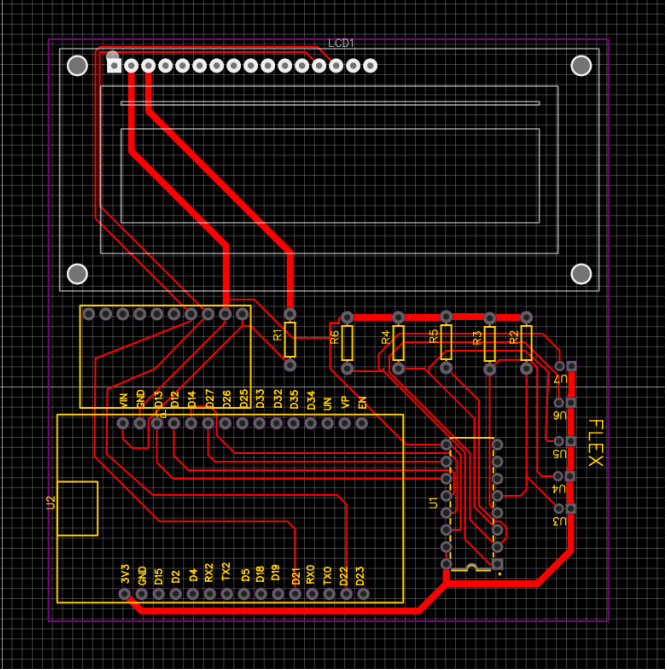 LCD1
R1
R6
R4
R5
R3
R2
VIN
GND
D13
D12
D14
D27
D26
D25
D33
D32
D35
D34
UN
VP
EN
U7
U6
U5
U4
U3
FLEX
U2
U1
3V3
GND
D15
D2
D4
RX2
TX2
D5
D18
D19
D21
RX0
TX0
D22
D23